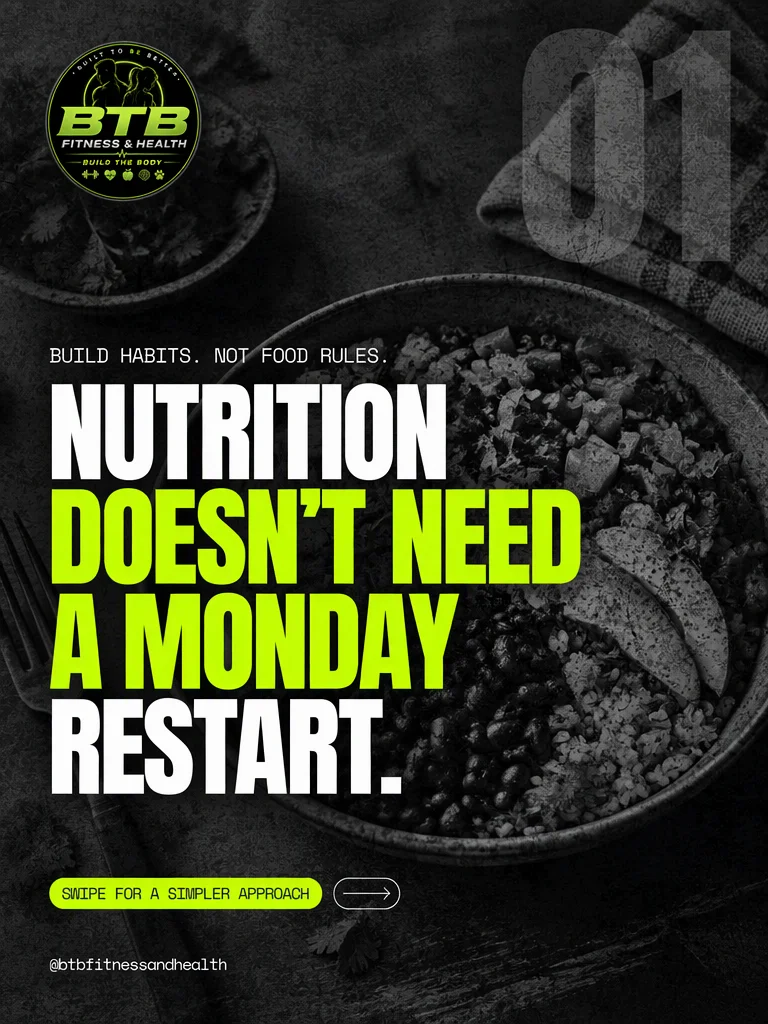 BUILT TO BE BETTER
BTB
FITNESS & HEALTH
BUILD THE BODY
01
BUILD HABITS. NOT FOOD RULES.
NUTRITION
DOESN’T NEED
A MONDAY
RESTART.
SWIPE FOR A SIMPLER APPROACH
@btbfitnessandhealth